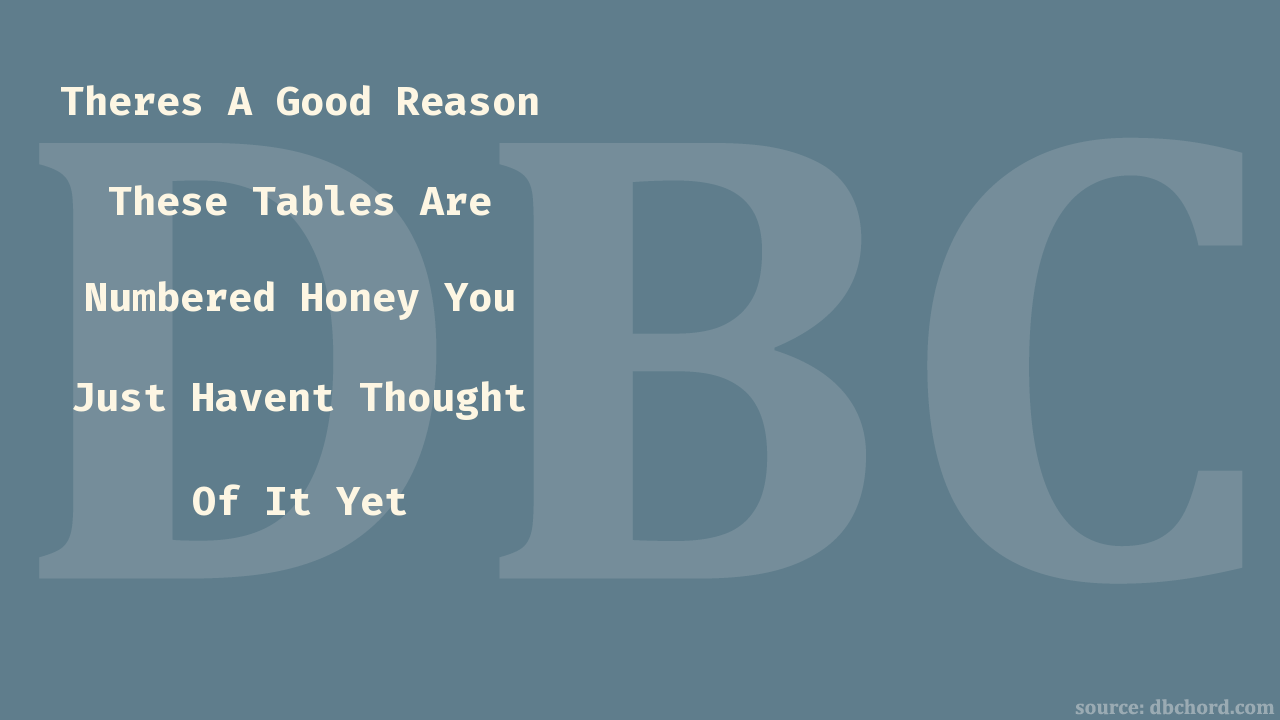 Theres A Good Reason
These Tables Are
Numbered Honey You
Just Havent Thought
Of It Yet
DBC
source: dbchord.com